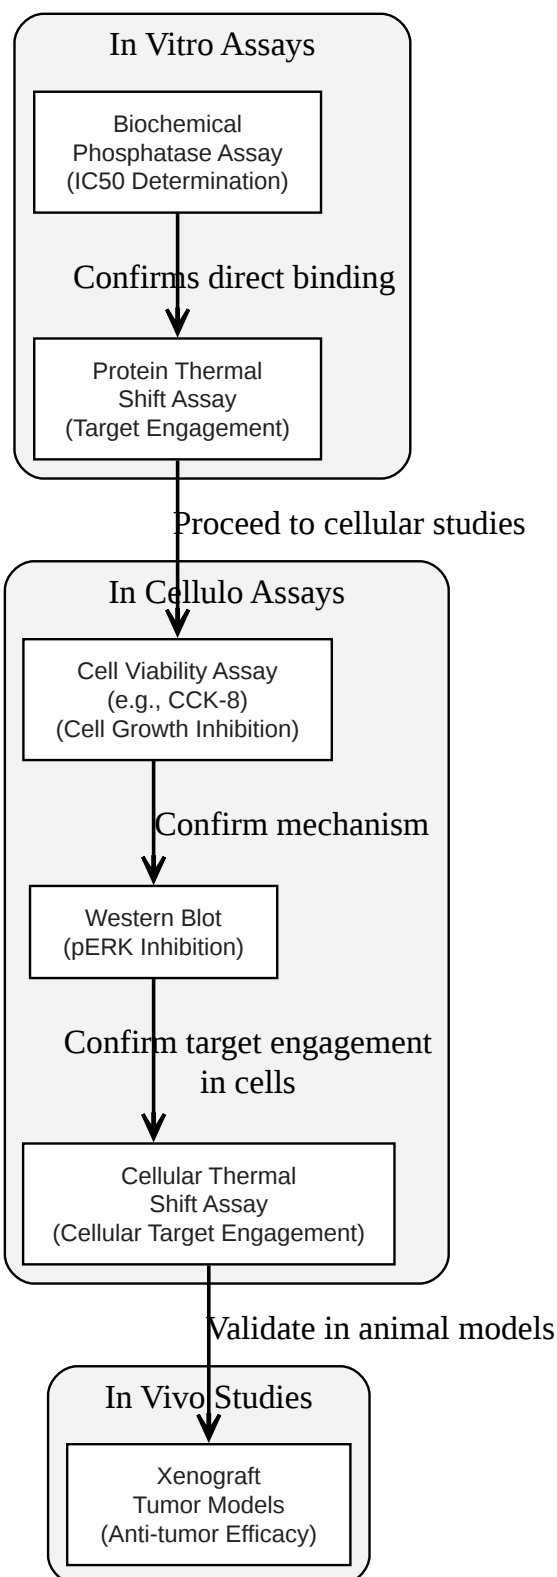 In Vitro Assays
Biochemical
Phosphatase Assay
(IC50 Determination)
Confirms direct binding
Protein Thermal
Shift Assay
(Target Engagement)
Proceed to cellular studies
In Cellulo Assays
Cell Viability Assay
(e.g., CCK-8)
(Cell Growth Inhibition)
Confirm mechanism
Western Blot
(pERK Inhibition)
Confirm target engagement
in cells
Cellular Thermal
Shift Assay
(Cellular Target Engagement)
Validate in animal models
In Vivo Studies
Xenograft
Tumor Models
(Anti-tumor Efficacy)